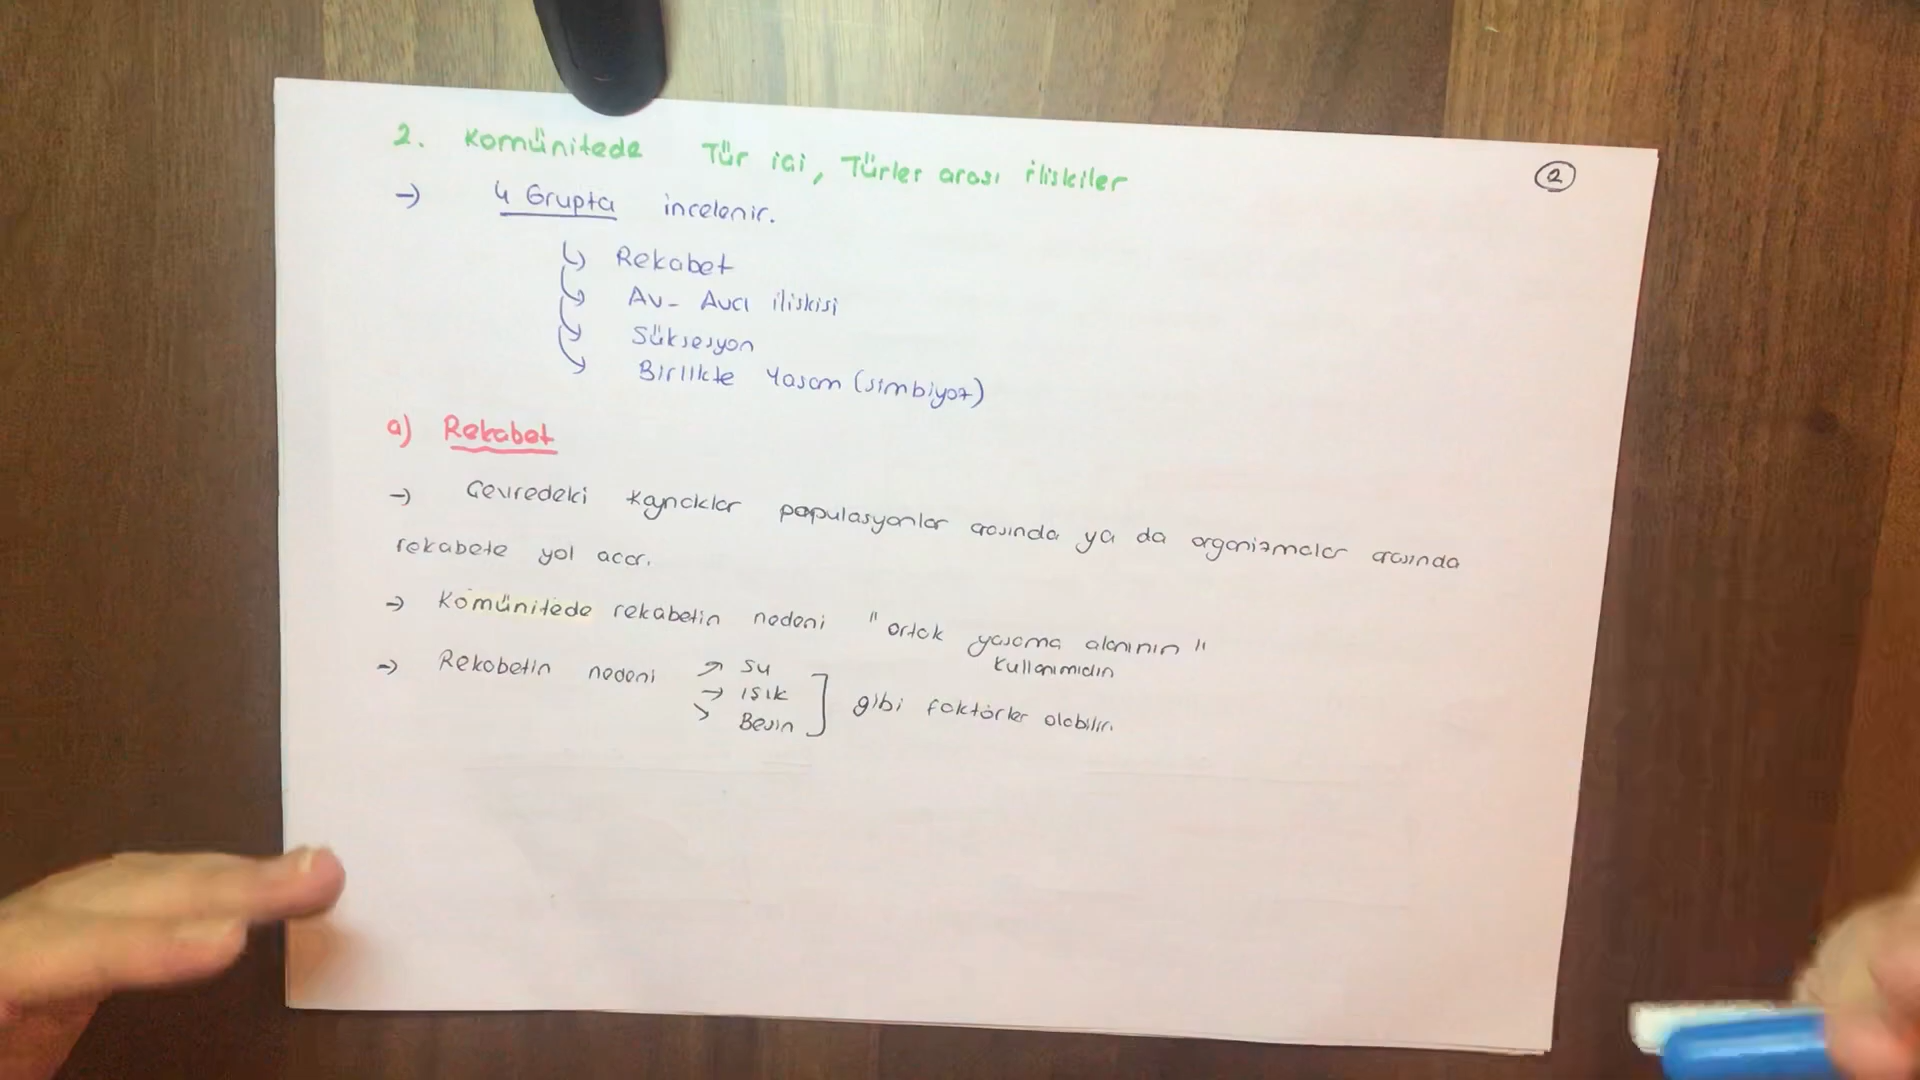 2. Komünitede Tür içi, Türler arası ilişkiler
2
→ 4 Grupta incelenir.
↳ Rekabet
↳ Av - Avcı ilişkisi
↳ Süksesyon
↳ Birlikte Yaşam (simbiyoz)
a) Rekabet
→ Çevredeki kaynaklar populasyonlar arasında ya da organizmalar arasında
rekabete yol açar.
→ Komünitede rekabetin nedeni "ortak yaşama alanının"
kullanımıdır
→ Rekabetin nedeni → su
→ ışık
→ Besin
gibi faktörler olabilir.